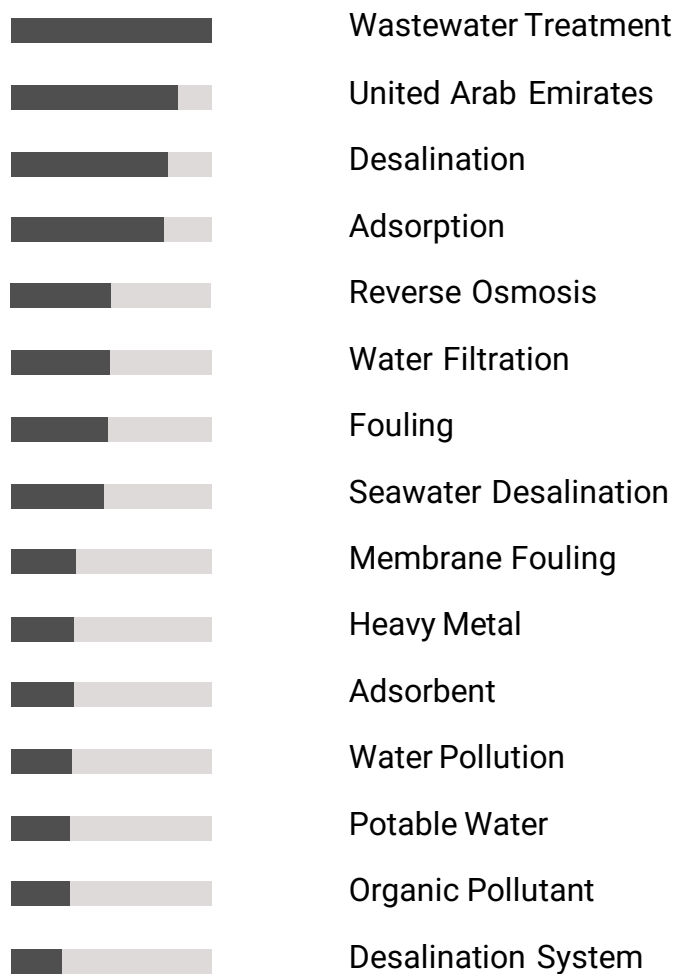 Wastewater Treatment
United Arab Emirates
Desalination
Adsorption
Reverse Osmosis
Water Filtration
Fouling
Seawater Desalination
Membrane Fouling
Heavy Metal
Adsorbent
Water Pollution
Potable Water
Organic Pollutant
Desalination System